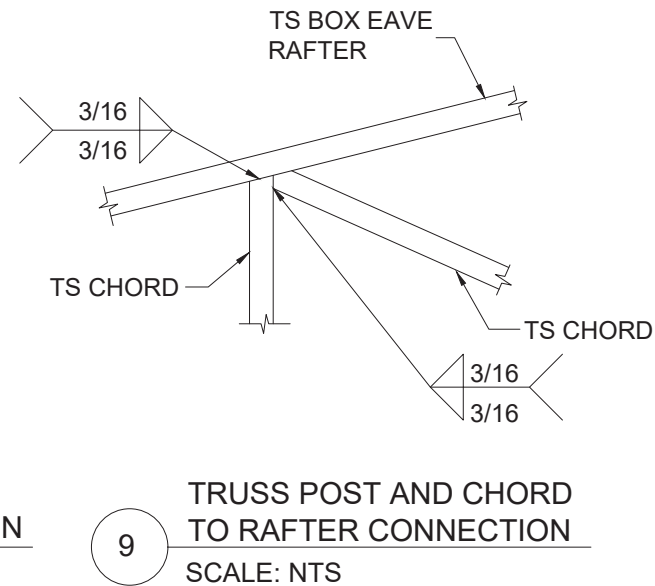 TS BOX EAVE
RAFTER
3/16
3/16
TS CHORD
TS CHORD
3/16
3/16
N
9
TRUSS POST AND CHORD
TO RAFTER CONNECTION
SCALE: NTS